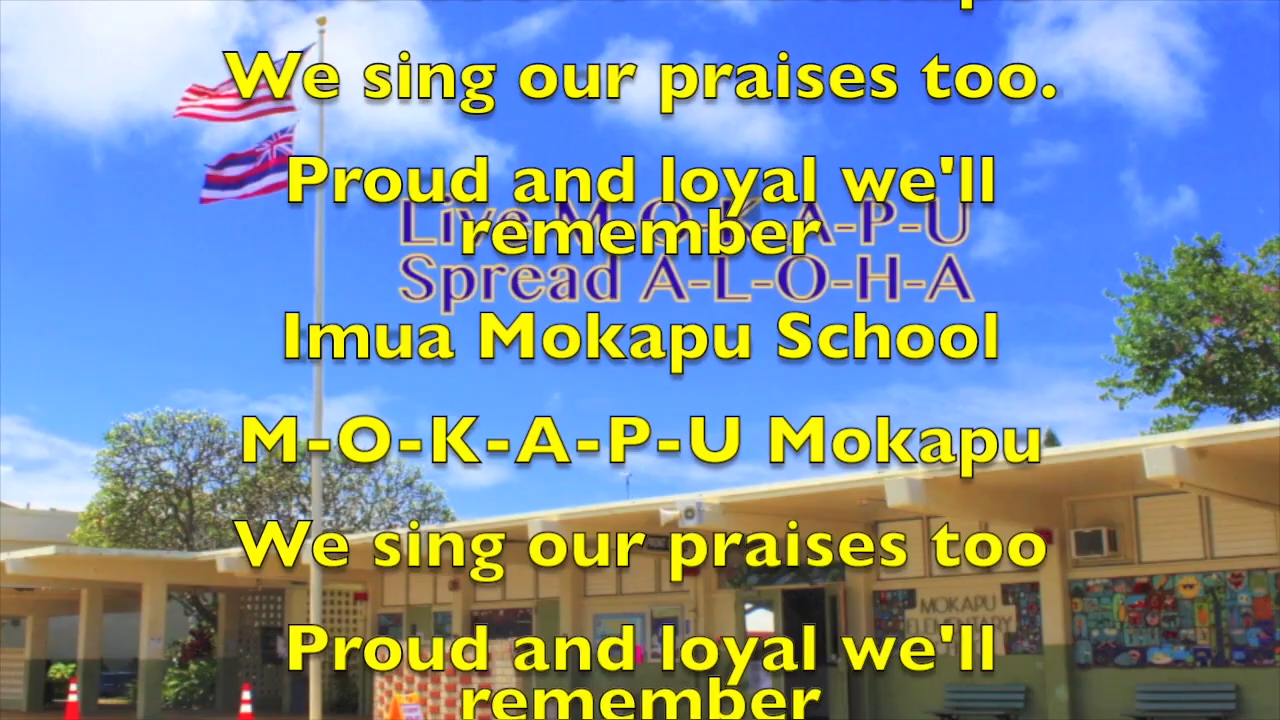 We sing our praises too.
Proud and loyal we'll
remember
Live M-O-K-A-P-U
Spread A-L-O-H-A
Imua Mokapu School
M-O-K-A-P-U Mokapu
We sing our praises too
MOKAPU
ELEMENTARY
Proud and loyal we'll
remember